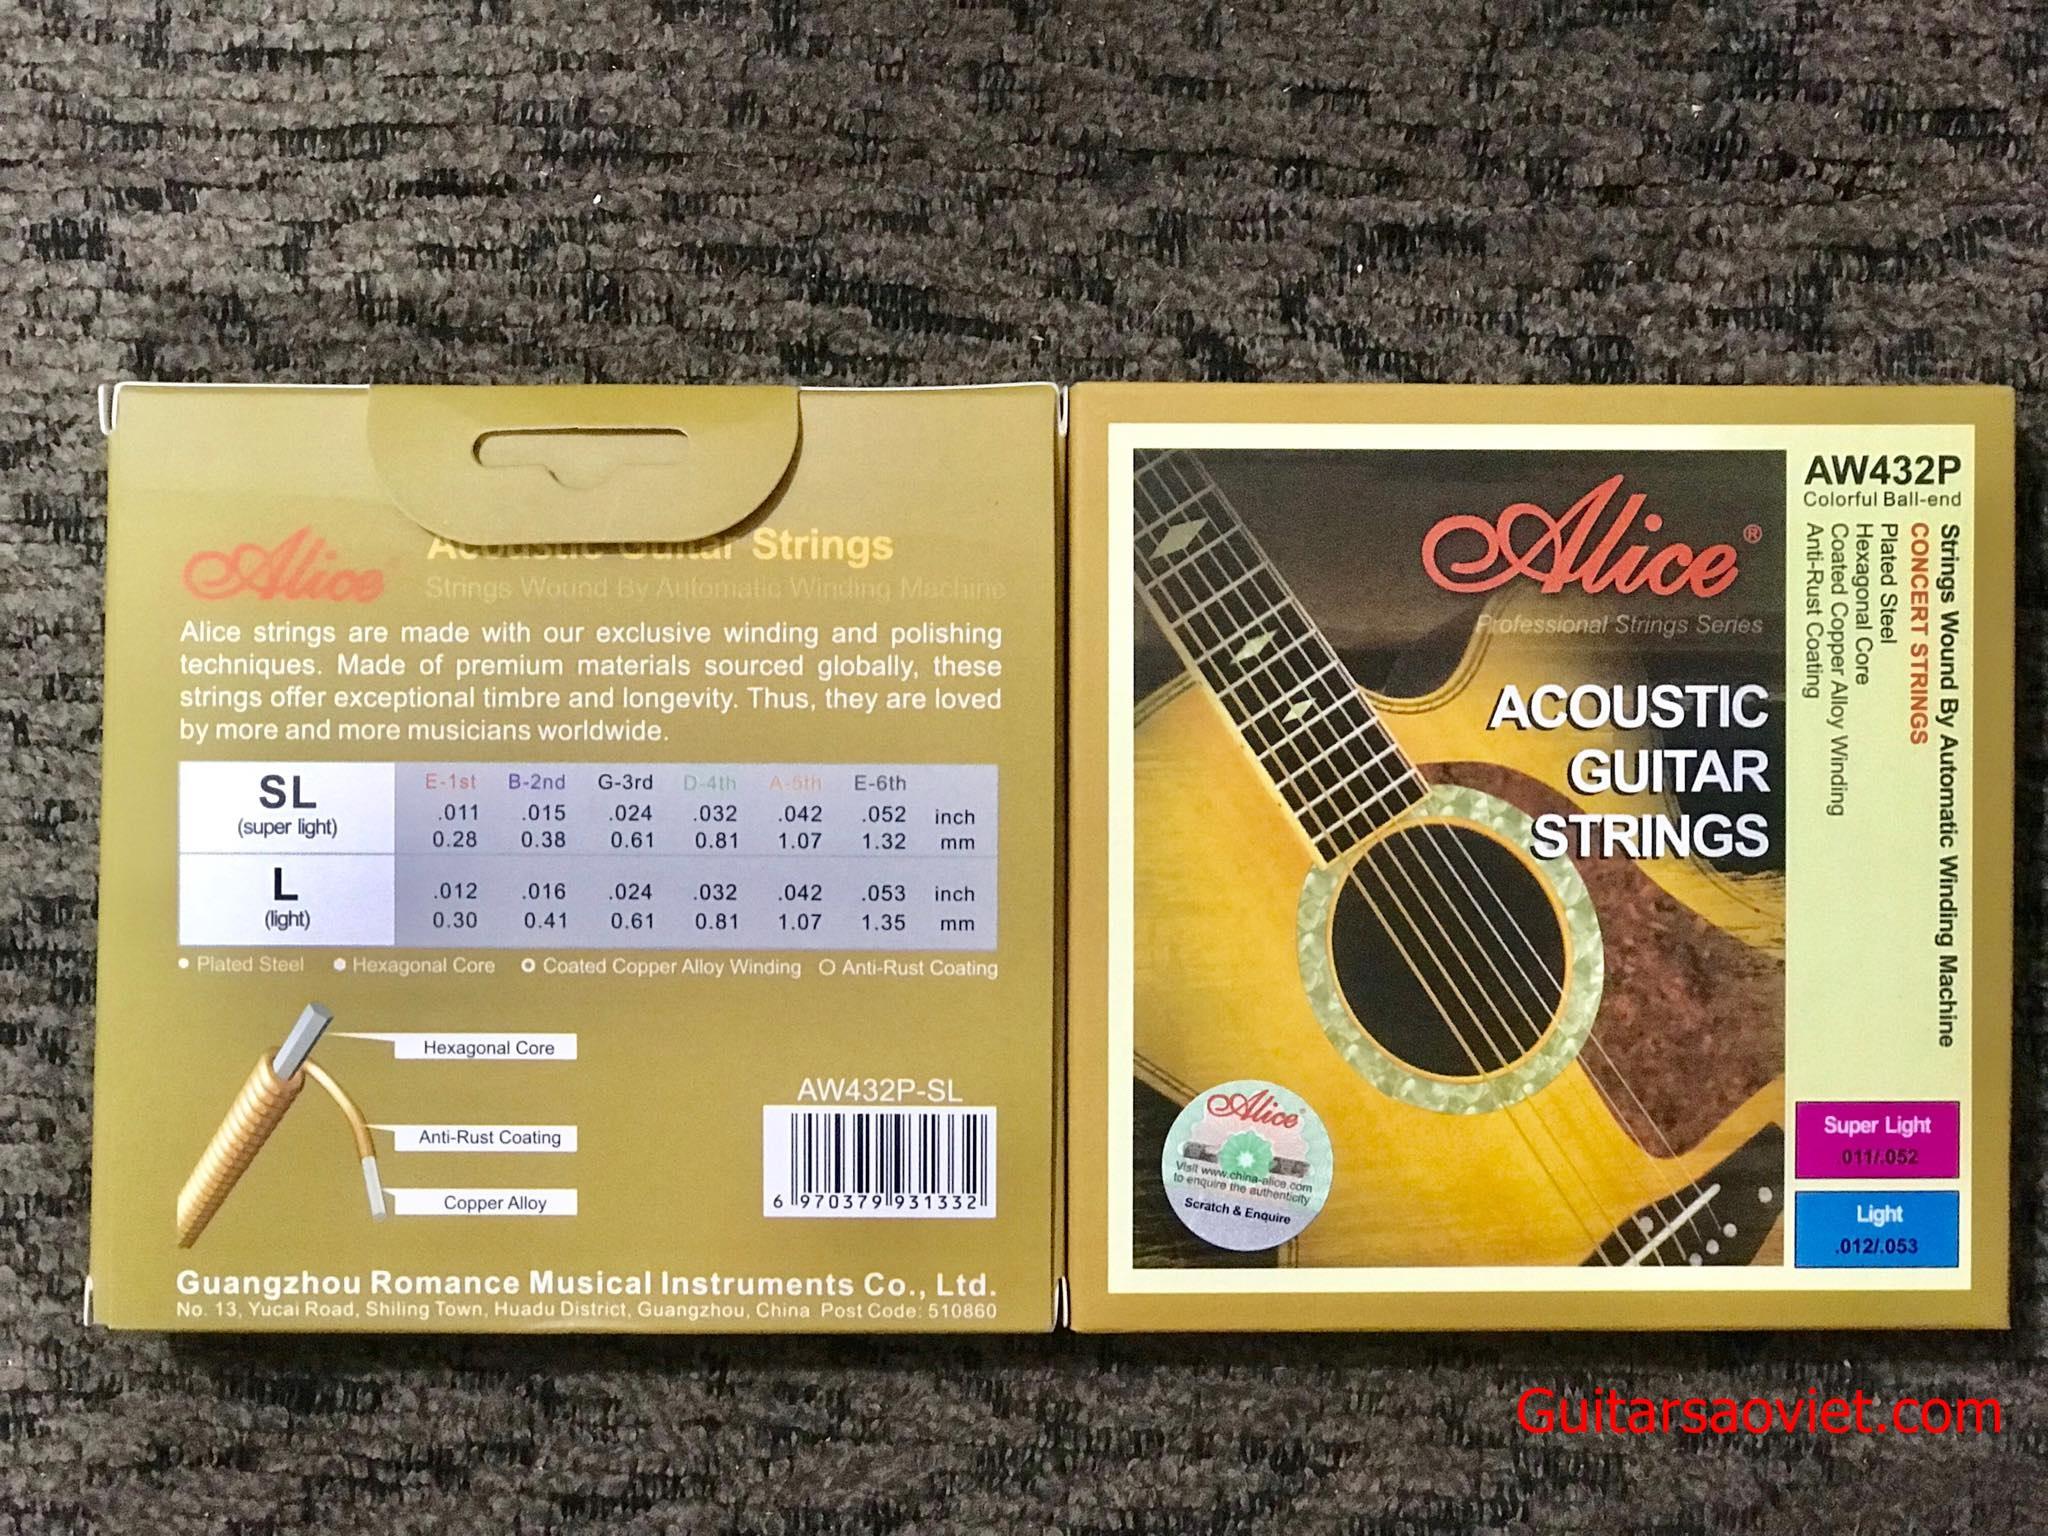 Alice
Acoustic Guitar Strings
Strings Wound By Automatic Winding Machine
Alice strings are made with our exclusive winding and polishing
techniques. Made of premium materials sourced globally, these
strings offer exceptional timbre and longevity. Thus, they are loved
by more and more musicians worldwide.
SL
(super light)
E-1st B-2nd G-3rd D-4th A-5th E-6th
.011 .015 .024 .032 .042 .052 inch
0.28 0.38 0.61 0.81 1.07 1.32 mm
L
(light)
.012 .016 .024 .032 .042 .053 inch
0.30 0.41 0.61 0.81 1.07 1.35 mm
Plated Steel Hexagonal Core Coated Copper Alloy Winding Anti-Rust Coating
Hexagonal Core
Anti-Rust Coating
Copper Alloy
AW432P-SL
6 970379 931332
Guangzhou Romance Musical Instruments Co., Ltd.
No. 13, Yucai Road, Shiling Town, Huadu District, Guangzhou, China Post Code: 510860
Alice®
Professional Strings Series
ACOUSTIC
GUITAR
STRINGS
Alice®
Visit www.china-alice.com
to enquire the authenticity
Scratch & Enquire
AW432P
Colorful Ball-end
Strings Wound By Automatic Winding Machine
CONCERT STRINGS
Plated Steel
Hexagonal Core
Coated Copper Alloy Winding
Anti-Rust Coating
Super Light
.011/.052
Light
.012/.053
Guitarsaoviet.com